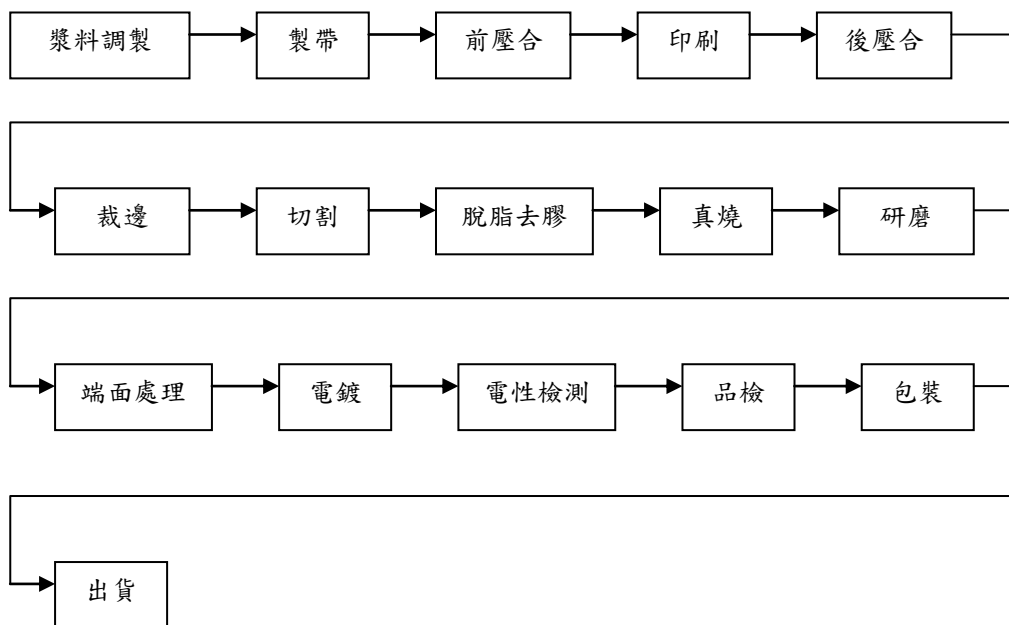 漿料調製 製帶 前壓合 印刷 後壓合
裁邊 切割 脫脂去膠 真燒 研磨
端面處理 電鍍 電性檢測 品檢 包裝
出貨